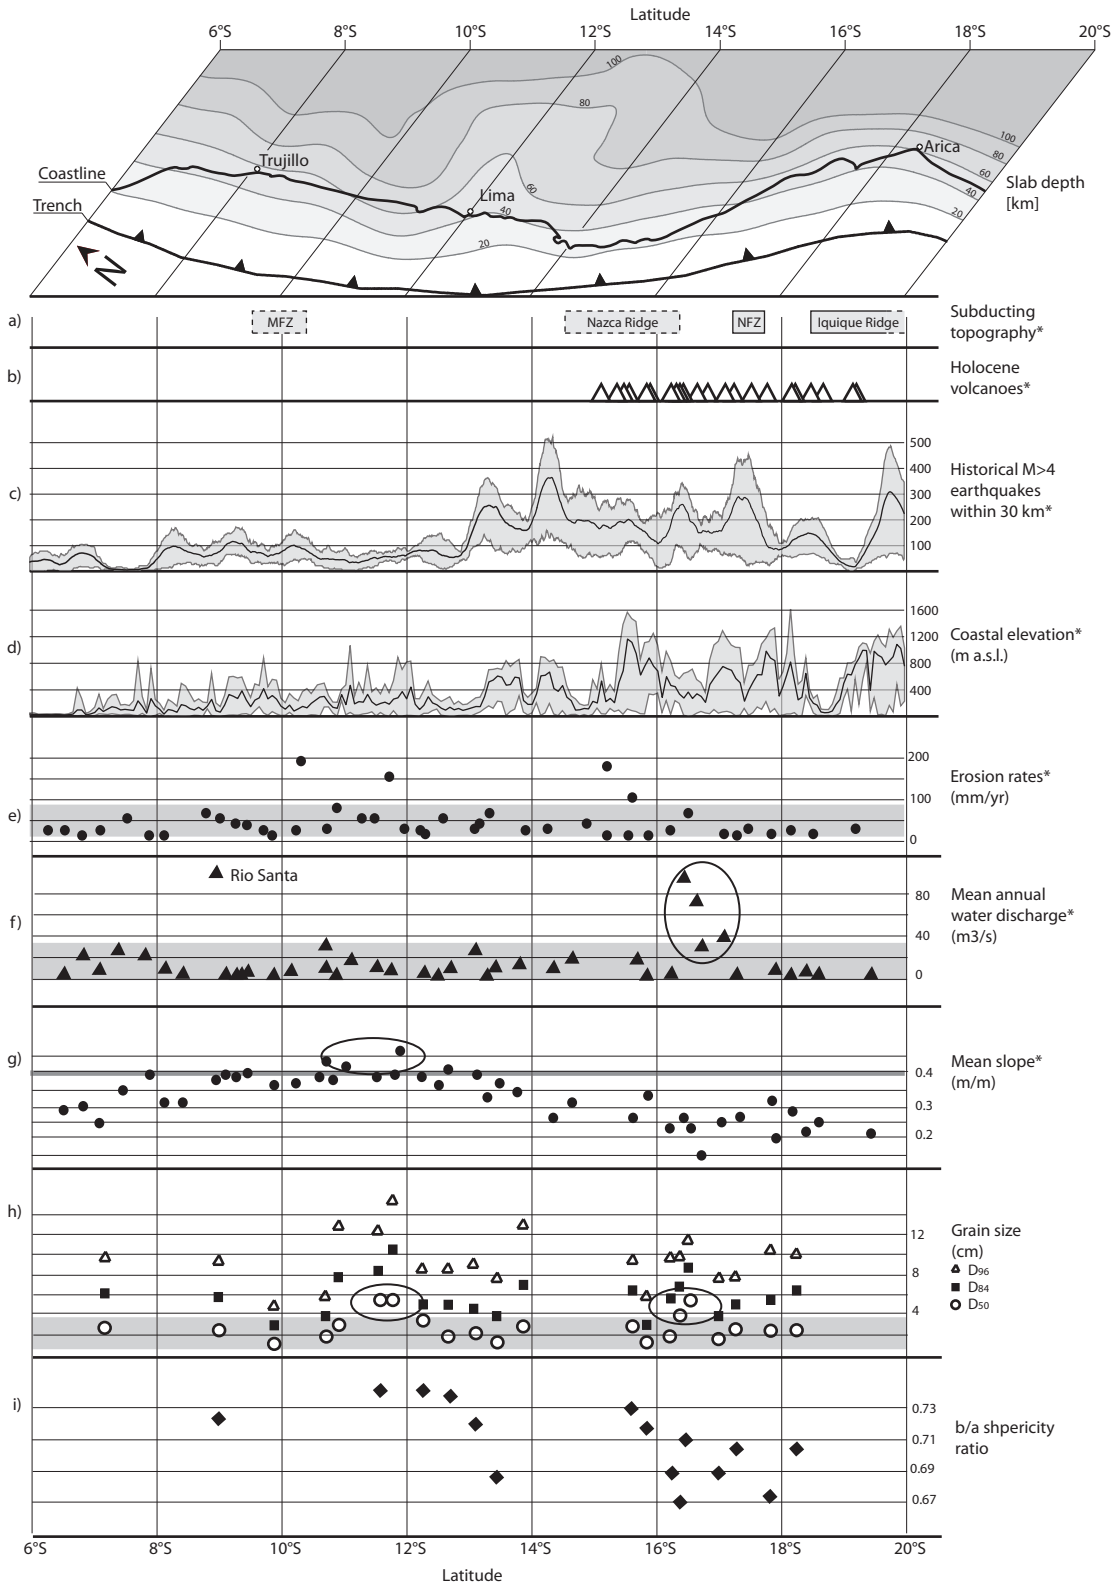 Latitude
6°S 8°S 10°S 12°S 14°S 16°S 18°S 20°S
100
80
100
Arica
80
Trujillo
60
Coastline
60
Slab depth
[km]
40
Lima
40
Trench
20
20
N
a)
MFZ
Nazca Ridge
NFZ
Iquique Ridge
Subducting
topography*
b)
Holocene
volcanoes*
c)
500
400
300
200
100
Historical M>4
earthquakes
within 30 km*
d)
1600
1200
800
400
Coastal elevation*
(m a.s.l.)
e)
200
100
0
Erosion rates*
(mm/yr)
f)
Rio Santa
80
40
0
Mean annual
water discharge*
(m3/s)
g)
0.4
0.3
0.2
Mean slope*
(m/m)
h)
12
8
4
Grain size
(cm)
D96
D84
D50
i)
0.73
0.71
0.69
0.67
b/a shpericity
ratio
6°S 8°S 10°S 12°S 14°S 16°S 18°S 20°S
Latitude